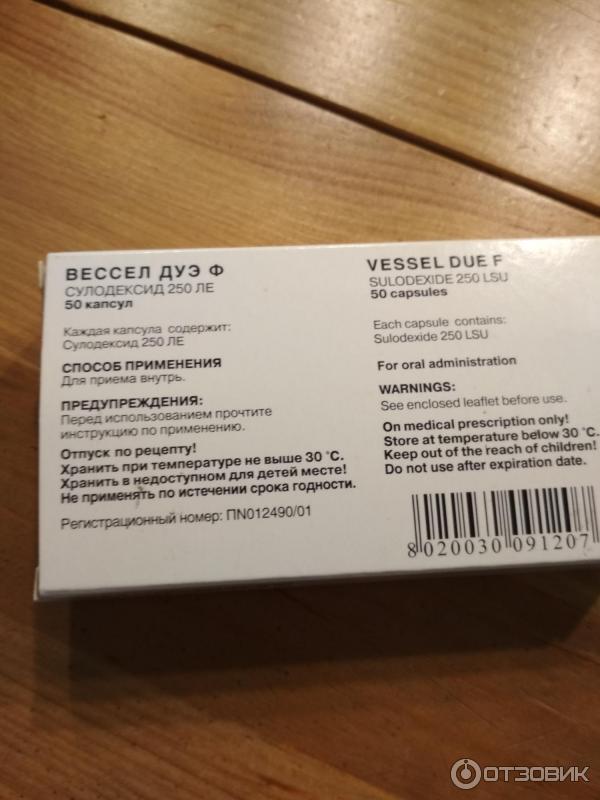 ВЕССЕЛ ДУЭ Ф
СУЛОДЕКСИД 250 ЛЕ
50 капсул
Каждая капсула содержит:
Сулодексид 250 ЛЕ
СПОСОБ ПРИМЕНЕНИЯ
Для приема внутрь.
ПРЕДУПРЕЖДЕНИЯ:
Перед использованием прочтите
инструкцию по применению.
Отпуск по рецепту!
Хранить при температуре не выше 30 °С.
Хранить в недоступном для детей месте!
Не применять по истечении срока годности.
Регистрационный номер: ПN012490/01
VESSEL DUE F
SULODEXIDE 250 LSU
50 capsules
Each capsule contains:
Sulodexide 250 LSU
For oral administration
WARNINGS:
See enclosed leaflet before use.
On medical prescription only!
Store at temperature below 30 °C.
Keep out of the reach of children!
Do not use after expiration date.
8 020030 091207
ОТЗОВИК